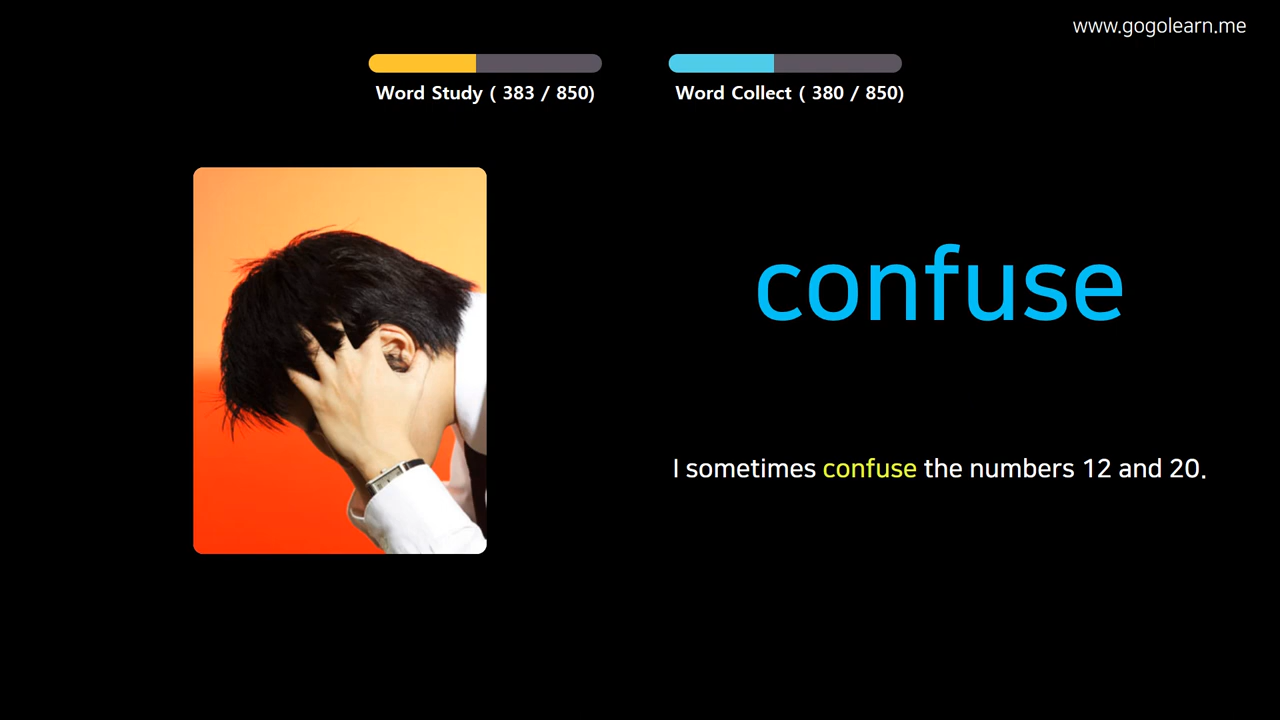 www.gogolearn.me
Word Study ( 383 / 850)
Word Collect ( 380 / 850)
confuse
I sometimes confuse the numbers 12 and 20.